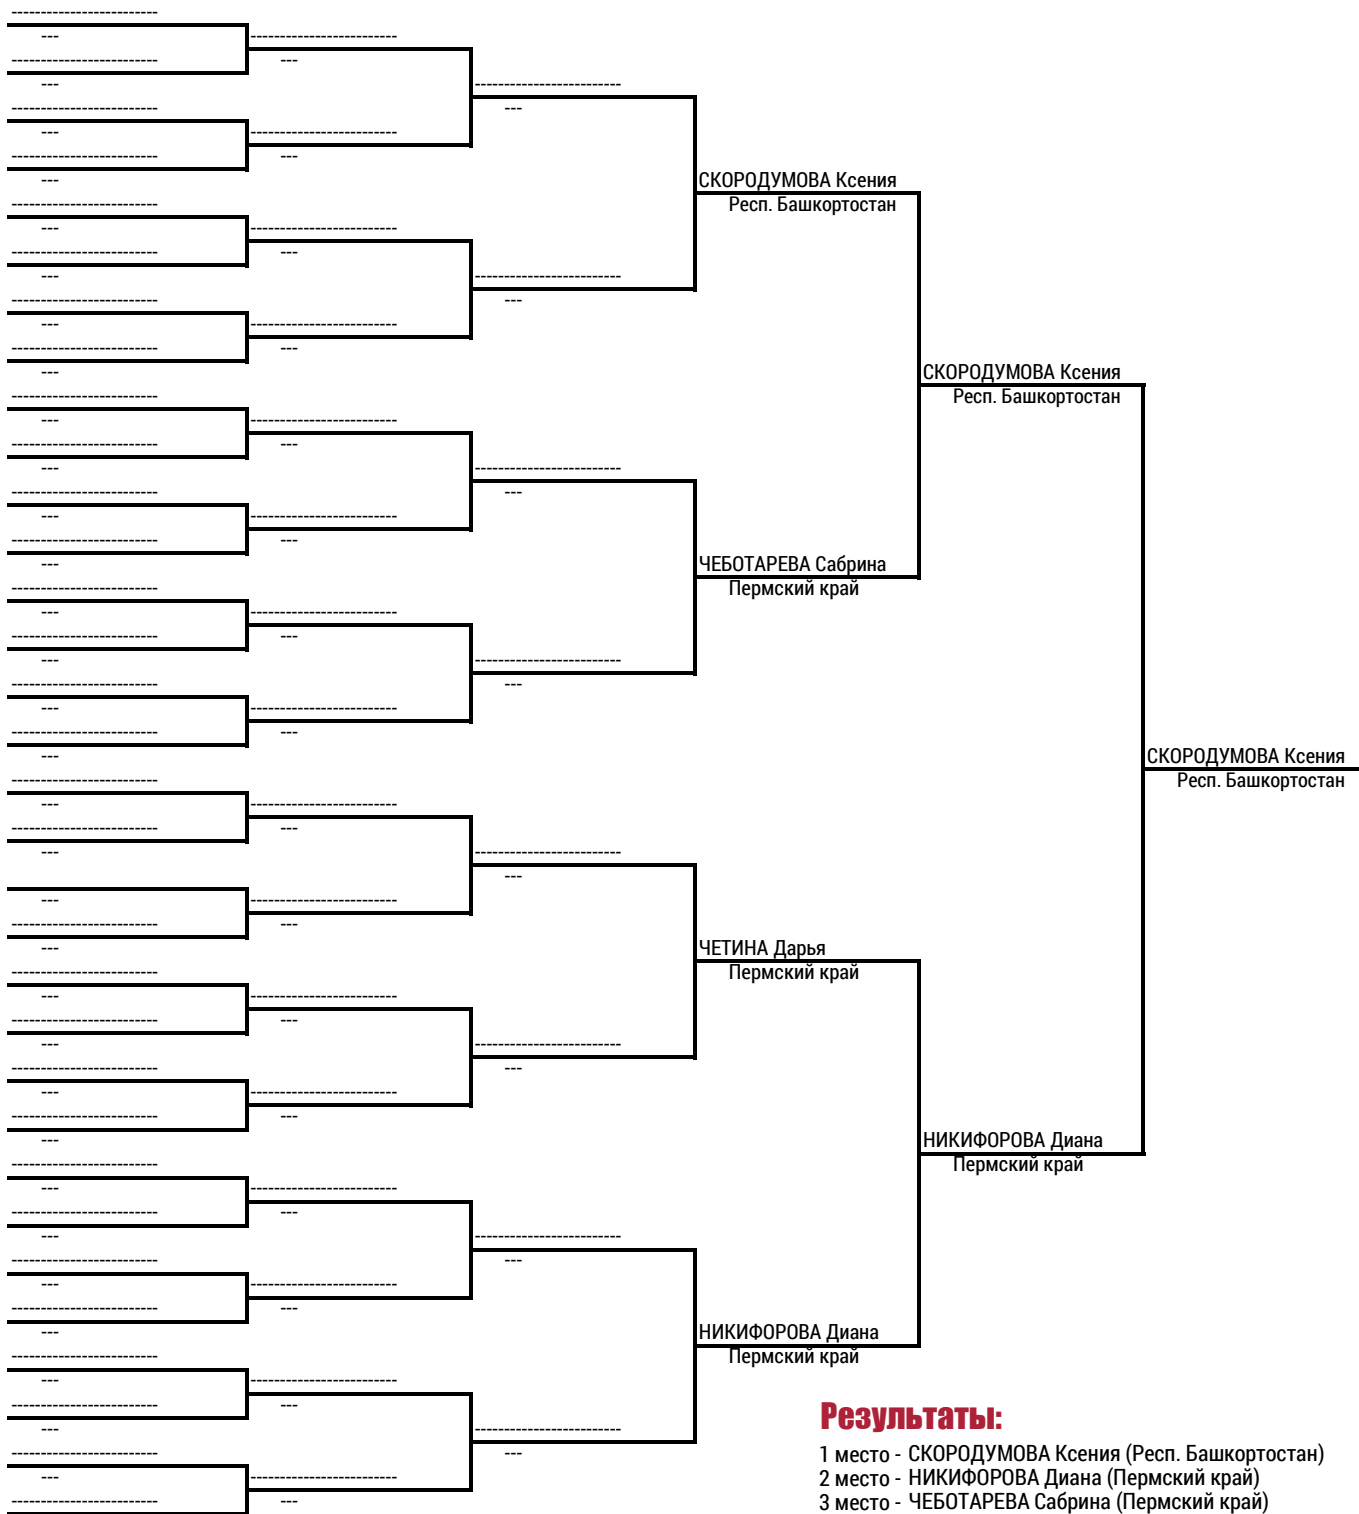 СКОРОДУМОВА Ксения
Респ. Башкортостан
СКОРОДУМОВА Ксения
Респ. Башкортостан
ЧЕБОТАРЕВА Сабрина
Пермский край
СКОРОДУМОВА Ксения
Респ. Башкортостан
ЧЕТИНА Дарья
Пермский край
НИКИФОРОВА Диана
Пермский край
НИКИФОРОВА Диана
Пермский край
Результаты:
1 место - СКОРОДУМОВА Ксения (Респ. Башкортостан)
2 место - НИКИФОРОВА Диана (Пермский край)
3 место - ЧЕБОТАРЕВА Сабрина (Пермский край)